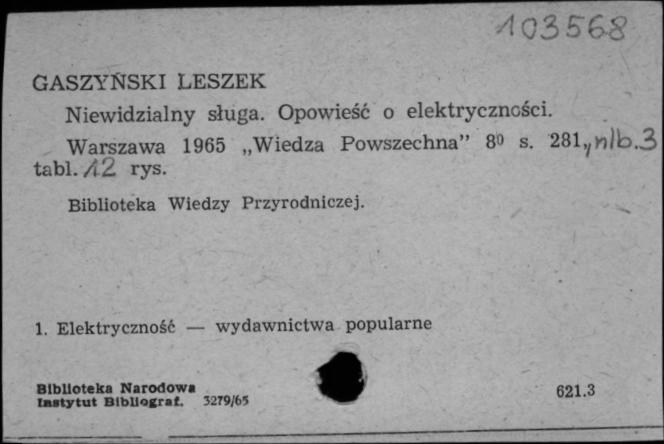 103568
GASZYŃSKI LESZEK
Niewidzialny sługa. Opowieść o elektryczności.
Warszawa 1965 „Wiedza Powszechna” 8⁰ s. 281, nlb. 3
tabl. 12 rys.
Biblioteka Wiedzy Przyrodniczej.
1. Elektryczność — wydawnictwa popularne
Biblioteka Narodowa
Instytut Bibliograf. 3279/65
621.3